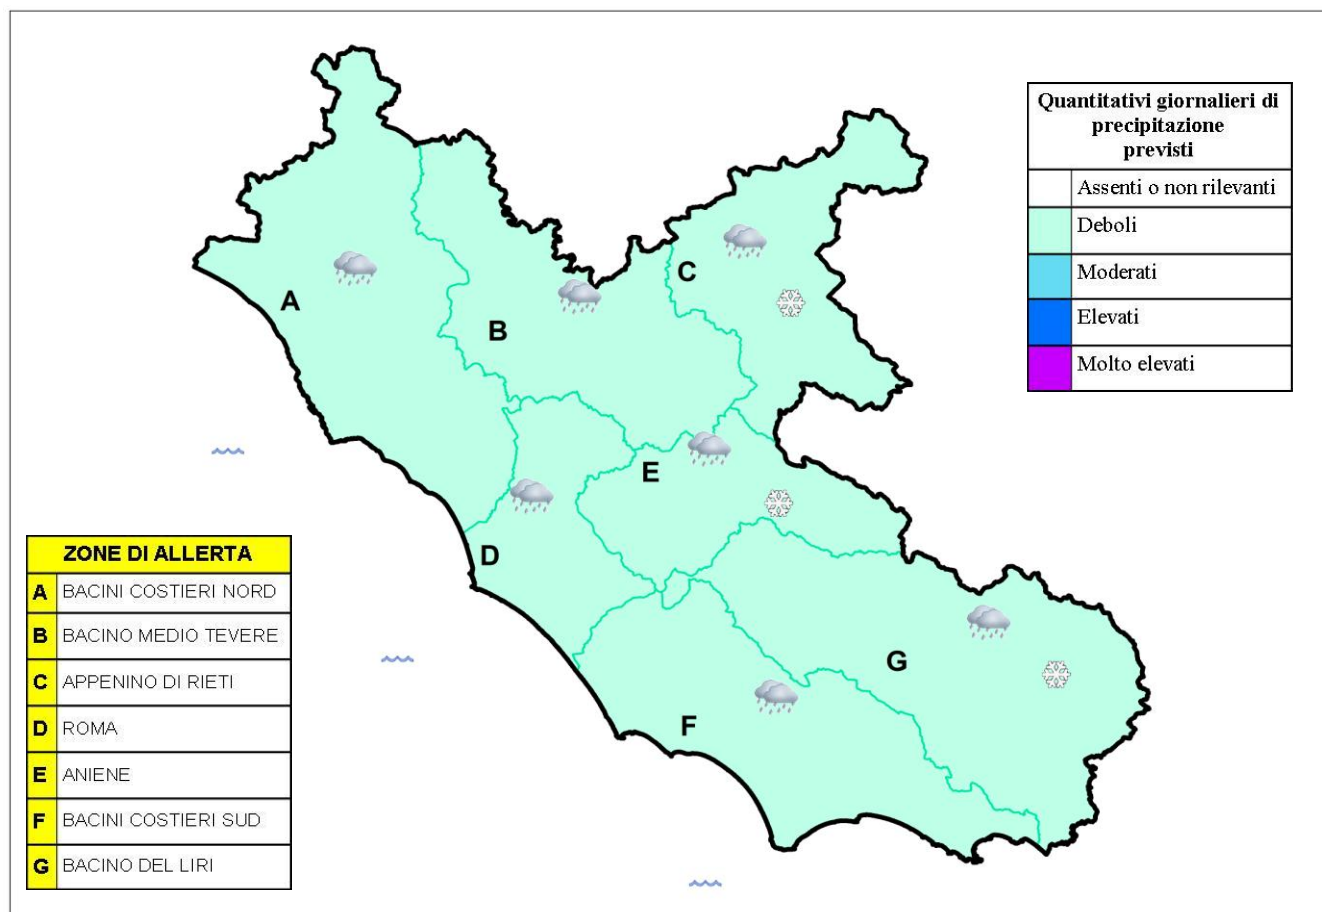 Quantitativi giornalieri di
precipitazione
previsti
Assenti o non rilevanti
Deboli
Moderati
Elevati
Molto elevati
A
B
C
E
D
G
F
ZONE DI ALLERTA
A BACINI COSTIERI NORD
B BACINO MEDIO TEVERE
C APPENINO DI RIETI
D ROMA
E ANIENE
F BACINI COSTIERI SUD
G BACINO DEL LIRI